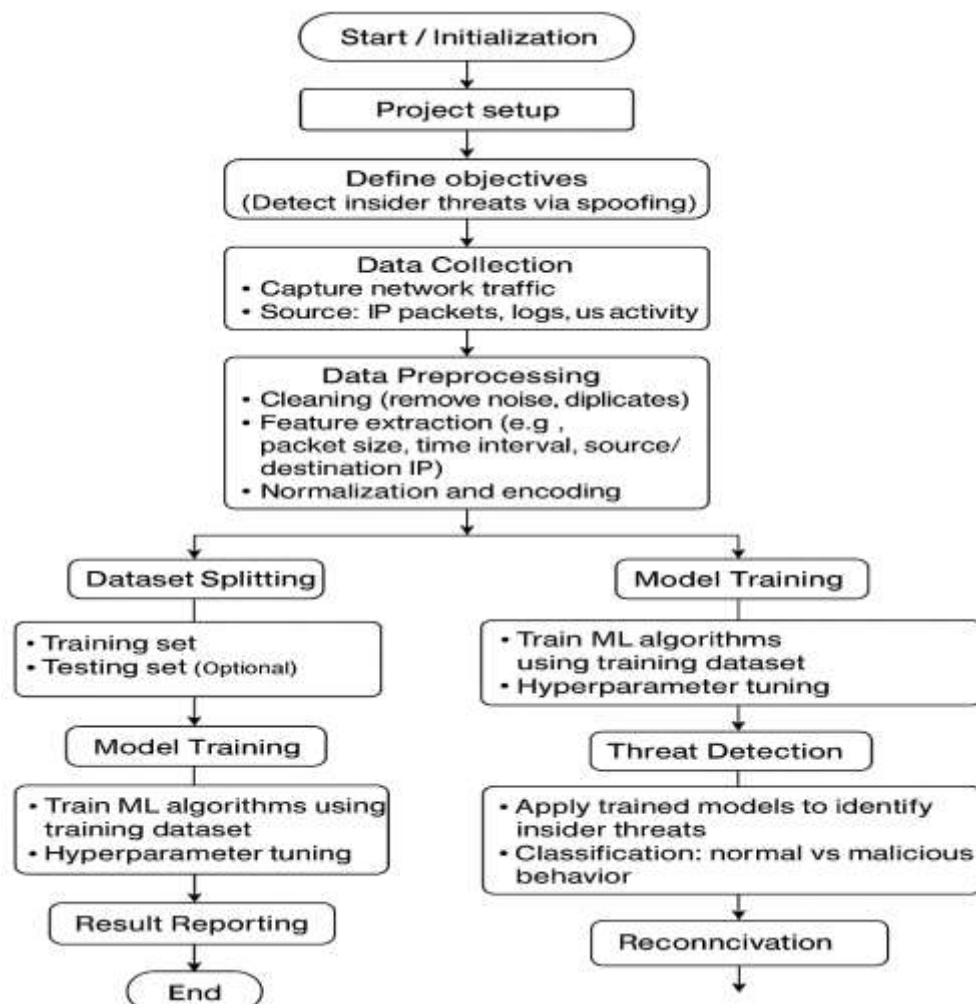 Start / Initialization
Project setup
Define objectives
(Detect insider threats via spoofing)
Data Collection
• Capture network traffic
• Source: IP packets, logs, us activity
Data Preprocessing
• Cleaning (remove noise, diplicates)
• Feature extraction (e.g ,
packet size, time interval, source/
destination IP)
• Normalization and encoding
Dataset Splitting
• Training set
• Testing set (Optional)
Model Training
• Train ML algorithms using
training dataset
• Hyperparameter tuning
Result Reporting
End
Model Training
• Train ML algorithms
using training dataset
• Hyperparameter tuning
Threat Detection
• Apply trained models to identify
insider threats
• Classification: normal vs malicious
behavior
Reconncivation